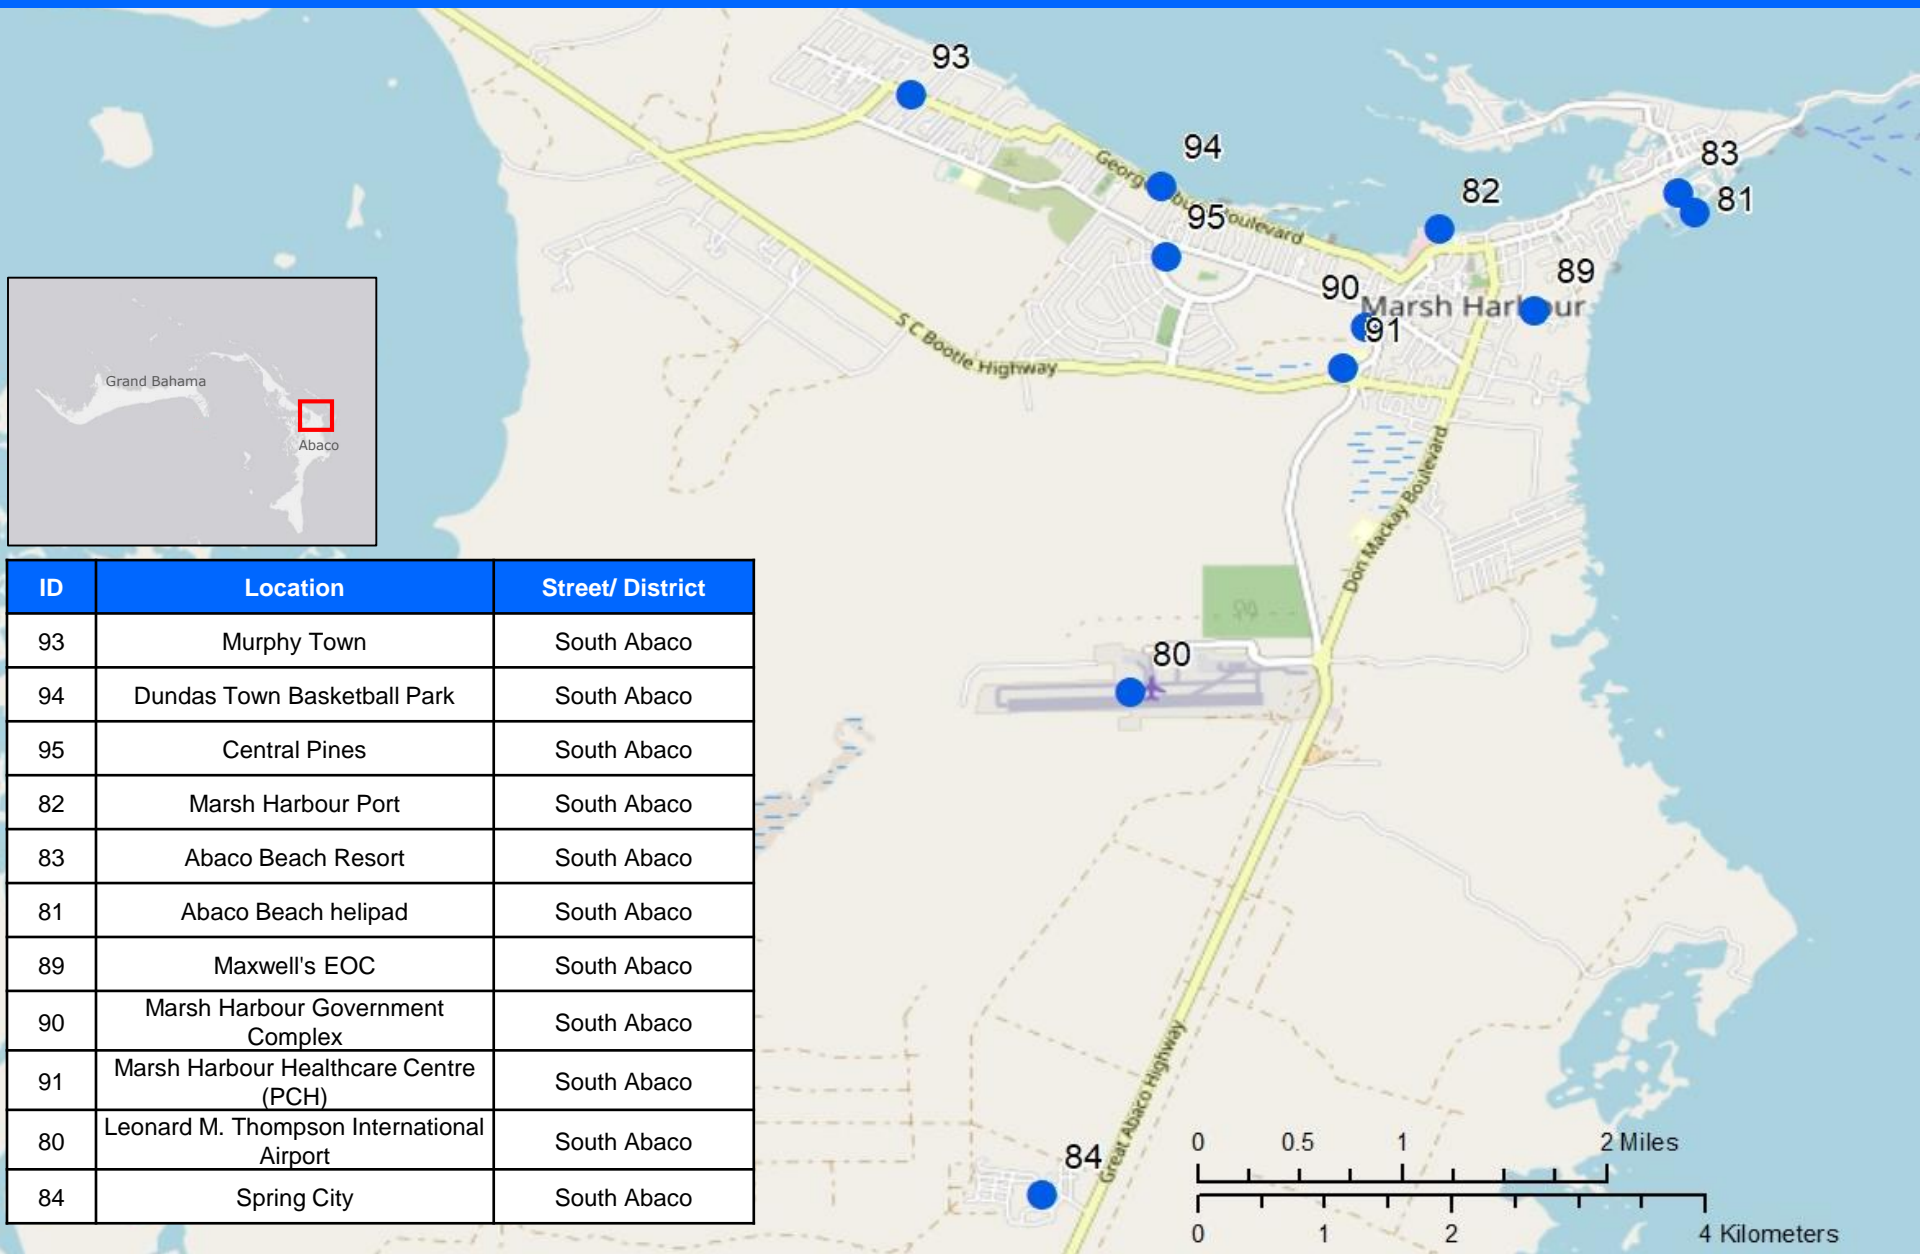 93
94
83
82
81
95
George Bush Boulevard
89
90
Marsh Harbour
91
S C Bootle Highway
Grand Bahama
Abaco
Don Mackay Boulevard
80
Great Abaco Highway
84
ID Location Street/ District
93 Murphy Town South Abaco
94 Dundas Town Basketball Park South Abaco
95 Central Pines South Abaco
82 Marsh Harbour Port South Abaco
83 Abaco Beach Resort South Abaco
81 Abaco Beach helipad South Abaco
89 Maxwell's EOC South Abaco
90 Marsh Harbour Government
Complex South Abaco
91 Marsh Harbour Healthcare Centre
(PCH) South Abaco
80 Leonard M. Thompson International
Airport South Abaco
84 Spring City South Abaco
0 0.5 1 2 Miles
0 1 2 4 Kilometers